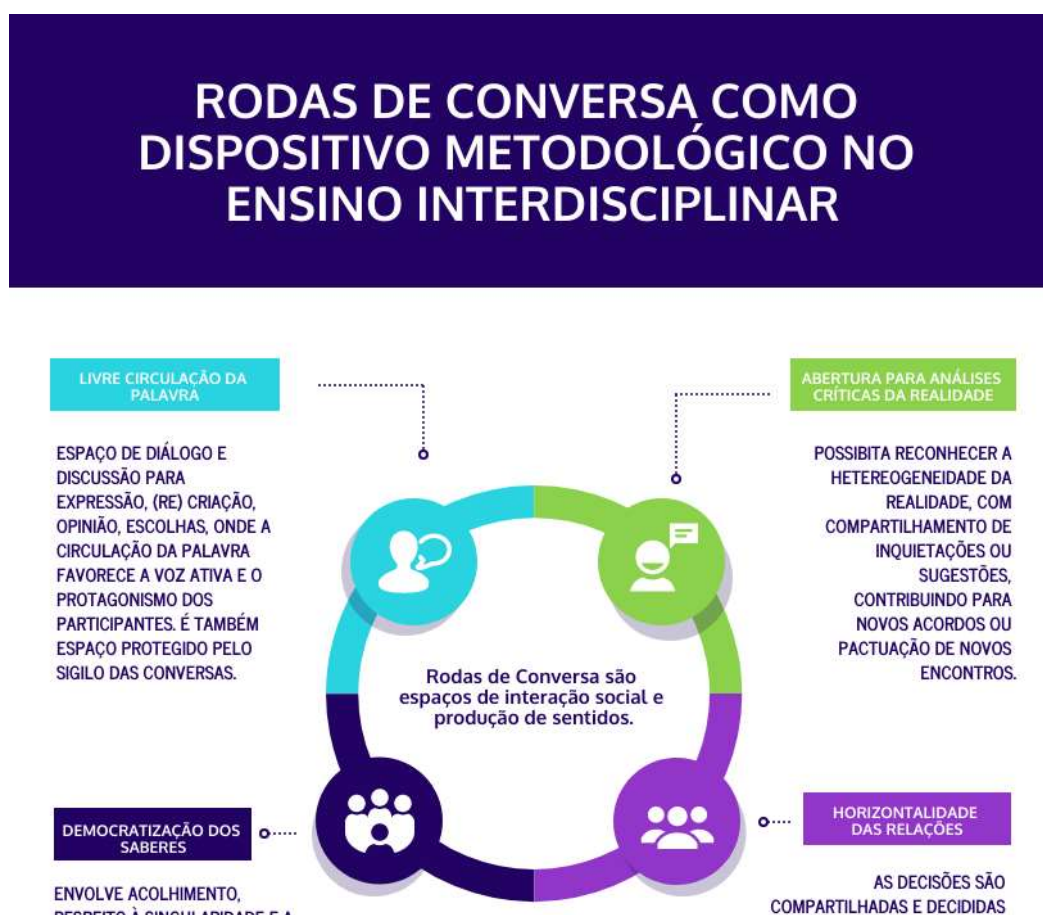 RODAS DE CONVERSA COMO
DISPOSITIVO METODOLÓGICO NO
ENSINO INTERDISCIPLINAR
LIVRE CIRCULAÇÃO DA
PALAVRA
ESPAÇO DE DIÁLOGO E
DISCUSSÃO PARA
EXPRESSÃO, (RE) CRIAÇÃO,
OPINIÃO, ESCOLHAS, ONDE A
CIRCULAÇÃO DA PALAVRA
FAVORECE A VOZ ATIVA E O
PROTAGONISMO DOS
PARTICIPANTES. É TAMBÉM
ESPAÇO PROTEGIDO PELO
SIGILO DAS CONVERSAS.
ABERTURA PARA ANÁLISES
CRÍTICAS DA REALIDADE
POSSIBITA RECONHECER A
HETEREOGENEIDADE DA
REALIDADE, COM
COMPARTILHAMENTO DE
INQUIETAÇÕES OU
SUGESTÕES,
CONTRIBUINDO PARA
NOVOS ACORDOS OU
PACTUAÇÃO DE NOVOS
ENCONTROS.
Rodas de Conversa são
espaços de interação social e
produção de sentidos.
DEMOCRATIZAÇÃO DOS
SABERES
ENVOLVE ACOLHIMENTO,
RESPEITO À SINGULARIDADE E A
HORIZONTALIDADE
DAS RELAÇÕES
AS DECISÕES SÃO
COMPARTILHADAS E DECIDIDAS